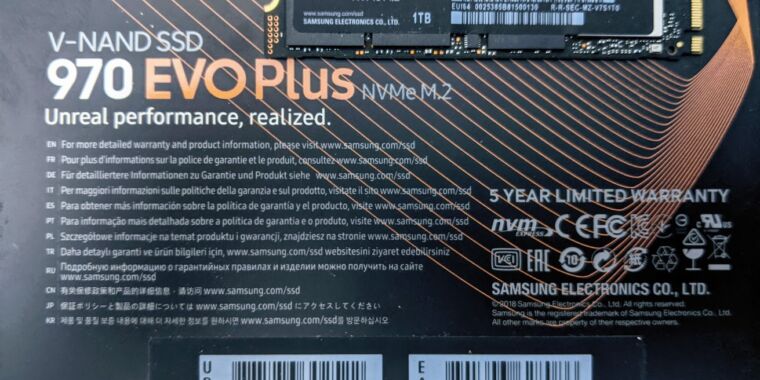 SAMSUNG ELECTRONICS CO., LTD.
1TB
V-NAND SSD
970 EVO Plus NVMe M.2
Unreal performance, realized.
EN For more detailed warranty and product information, please visit www.samsung.com/ssd
FR Pour plus d'informations sur la police de garantie et le produit, consultez www.samsung.com/ssd
DE Für detailliertere Informationen zu Garantie und Produkt siehe www.samsung.com/ssd
IT Per maggiori informazioni sulle politiche della garanzia e sul prodotto, visitate il sito www.samsung.com/ssd
ES Para obtener más información sobre la política de garantía y el producto, visite www.samsung.com/ssd
PT Para informação mais detalhada sobre a política de garantia e o produto, visite www.samsung.com/ssd
PL Szczegółowe informacje na temat produktu i gwarancji, znajdziesz na stronie www.samsung.com/ssd
TR Daha detaylı garanti ve ürün bilgileri için, www.samsung.com/ssd websitesini ziyaret edebilirsiniz
RU Подробную информацию о гарантийных правилах и изделии можно получить на сайте
www.samsung.com/ssd
CN 有关保修政策和产品的详细信息，请访问 www.samsung.com/ssd
JP 保証ポリシーと製品の詳細については www.samsung.com/ssd にアクセスしてください
KR 제품 및 품질 보증 내용에 대해 더 자세한 정보를 원하시면 www.samsung.com/ssd를 방문하십시오
5 YEAR LIMITED WARRANTY
nvm EXPRESS CE FC
VCI EAC 10
SAMSUNG ELECTRONICS CO., LTD.
©2018 Samsung Electronics Co., Ltd. All rights reserved.
Samsung is the registered trademark of Samsung Electronics Co., Ltd.
All other marks are property of their respective owners.
U E